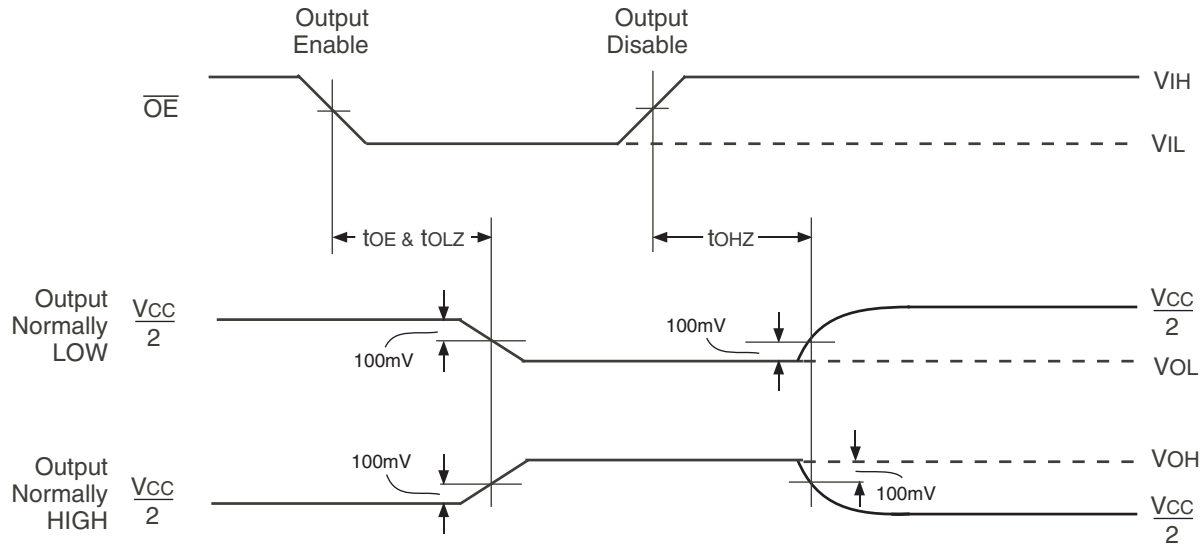 Output
Enable
Output
Disable
OE
VIH
VIL
tOE & tOLZ
tOHZ
Output
Normally
LOW
VCC
2
100mV
100mV
VCC
2
VOL
Output
Normally
HIGH
VCC
2
100mV
VOH
100mV
VCC
2